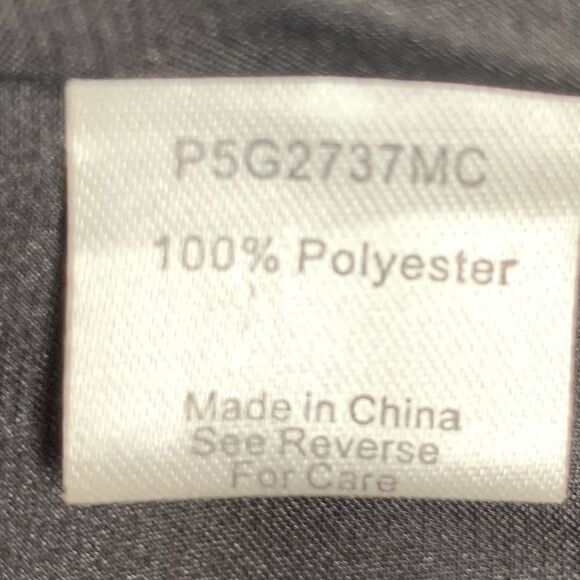 P5G2737MC
100% Polyester
Made in China
See Reverse
For Care